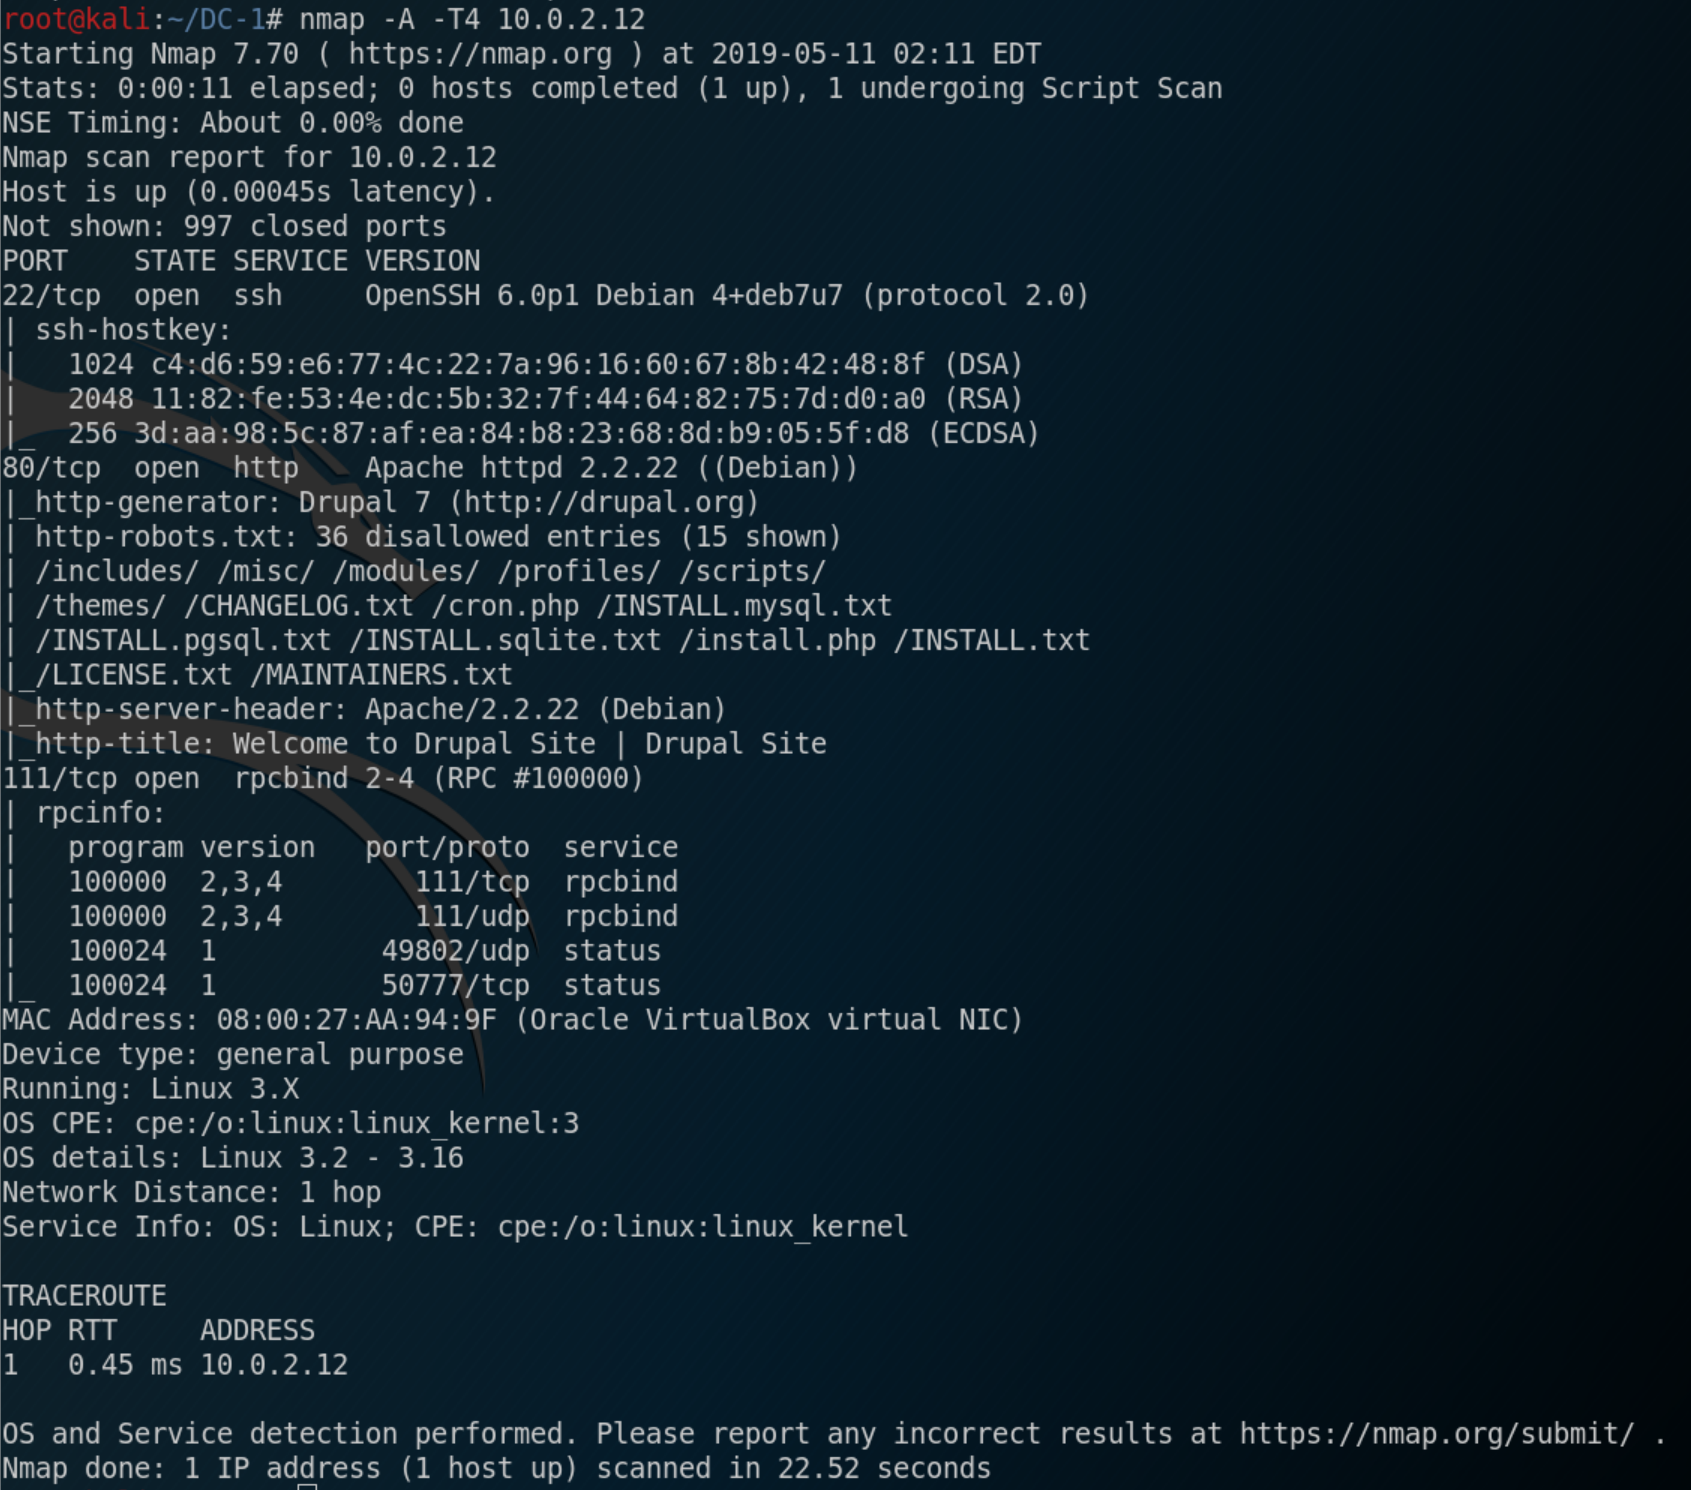 root@kali:~/DC-1# nmap -A -T4 10.0.2.12
Starting Nmap 7.70 ( https://nmap.org ) at 2019-05-11 02:11 EDT
Stats: 0:00:11 elapsed; 0 hosts completed (1 up), 1 undergoing Script Scan
NSE Timing: About 0.00% done
Nmap scan report for 10.0.2.12
Host is up (0.00045s latency).
Not shown: 997 closed ports
PORT    STATE SERVICE VERSION
22/tcp  open  ssh     OpenSSH 6.0p1 Debian 4+deb7u7 (protocol 2.0)
| ssh-hostkey:
|   1024 c4:d6:59:e6:77:4c:22:7a:96:16:60:67:8b:42:48:8f (DSA)
|   2048 11:82:fe:53:4e:dc:5b:32:7f:44:64:82:75:7d:d0:a0 (RSA)
|_  256 3d:aa:98:5c:87:af:ea:84:b8:23:68:8d:b9:05:5f:d8 (ECDSA)
80/tcp  open  http    Apache httpd 2.2.22 ((Debian))
|_http-generator: Drupal 7 (http://drupal.org)
| http-robots.txt: 36 disallowed entries (15 shown)
| /includes/ /misc/ /modules/ /profiles/ /scripts/
| /themes/ /CHANGELOG.txt /cron.php /INSTALL.mysql.txt
| /INSTALL.pgsql.txt /INSTALL.sqlite.txt /install.php /INSTALL.txt
|_/LICENSE.txt /MAINTAINERS.txt
|_http-server-header: Apache/2.2.22 (Debian)
|_http-title: Welcome to Drupal Site | Drupal Site
111/tcp open  rpcbind 2-4 (RPC #100000)
| rpcinfo:
|   program version   port/proto  service
|   100000  2,3,4        111/tcp  rpcbind
|   100000  2,3,4        111/udp  rpcbind
|   100024  1          49802/udp  status
|_  100024  1          50777/tcp  status
MAC Address: 08:00:27:AA:94:9F (Oracle VirtualBox virtual NIC)
Device type: general purpose
Running: Linux 3.X
OS CPE: cpe:/o:linux:linux_kernel:3
OS details: Linux 3.2 - 3.16
Network Distance: 1 hop
Service Info: OS: Linux; CPE: cpe:/o:linux:linux_kernel

TRACEROUTE
HOP RTT     ADDRESS
1   0.45 ms 10.0.2.12

OS and Service detection performed. Please report any incorrect results at https://nmap.org/submit/ .
Nmap done: 1 IP address (1 host up) scanned in 22.52 seconds